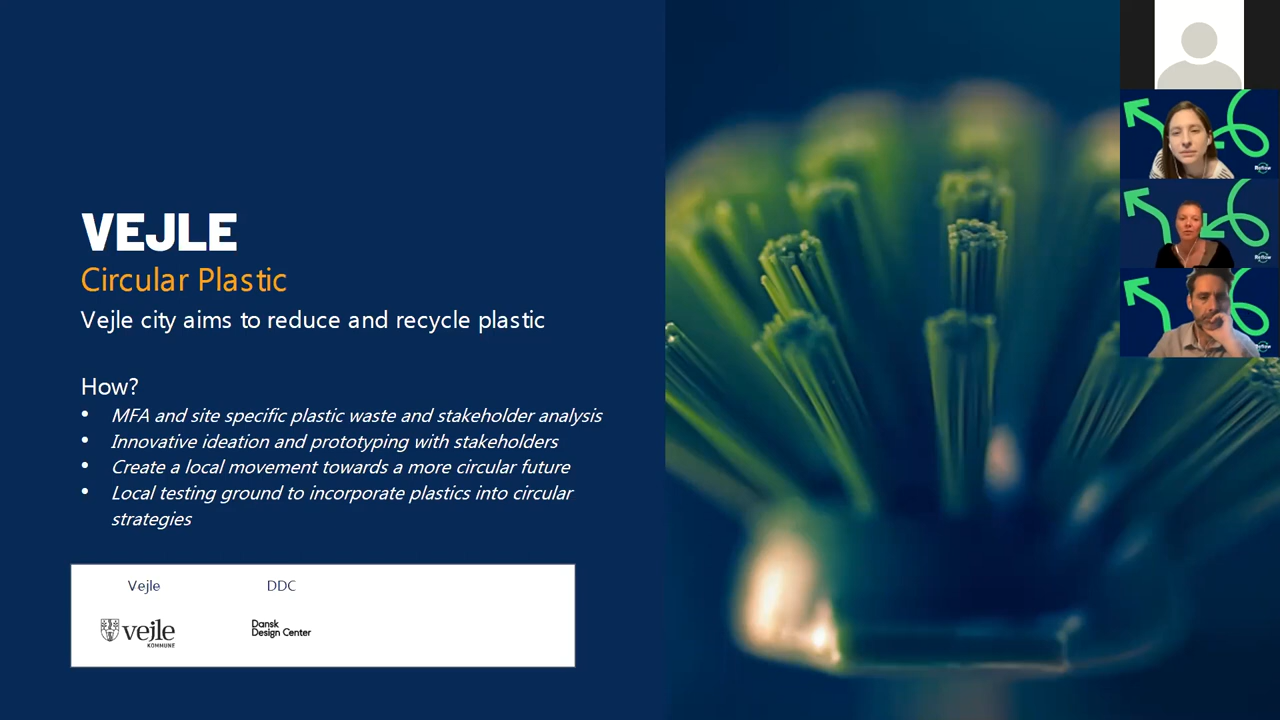 VEJLE
Circular Plastic
Vejle city aims to reduce and recycle plastic
How?
• MFA and site specific plastic waste and stakeholder analysis
• Innovative ideation and prototyping with stakeholders
• Create a local movement towards a more circular future
• Local testing ground to incorporate plastics into circular
strategies
Vejle
DDC
vejle
KOMMUNE
Dansk
Design Center
Reflow
Reflow